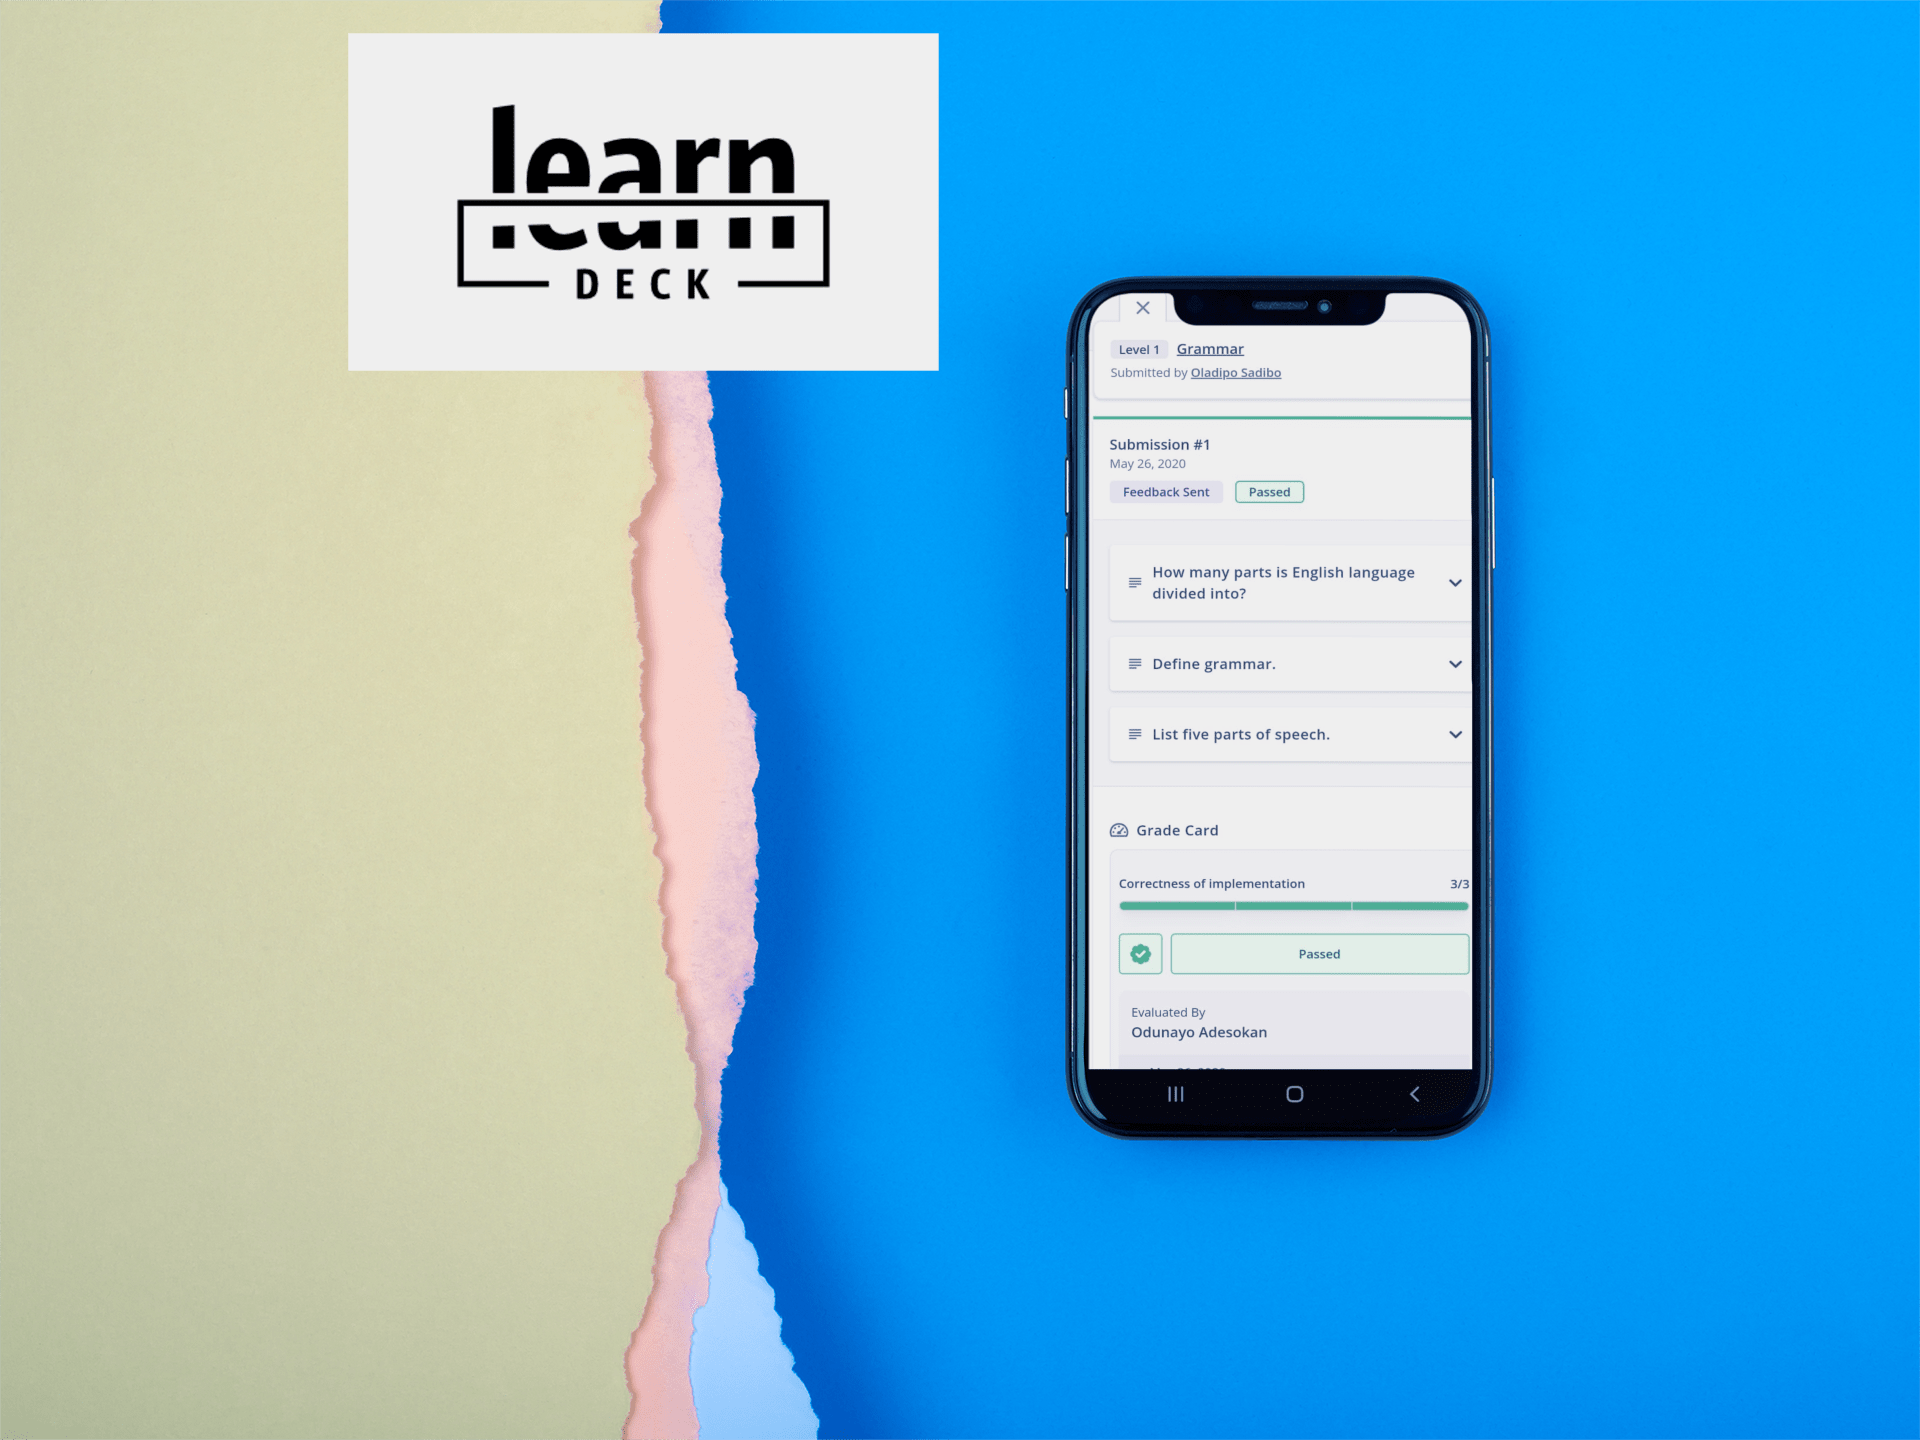 learn
DECK
Level 1 Grammar
Submitted by Oladipo Sadibo
Submission #1
May 26, 2020
Feedback Sent Passed
How many parts is English language
divided into?
Define grammar.
List five parts of speech.
Grade Card
Correctness of implementation 3/3
Passed
Evaluated By
Odunayo Adesokan